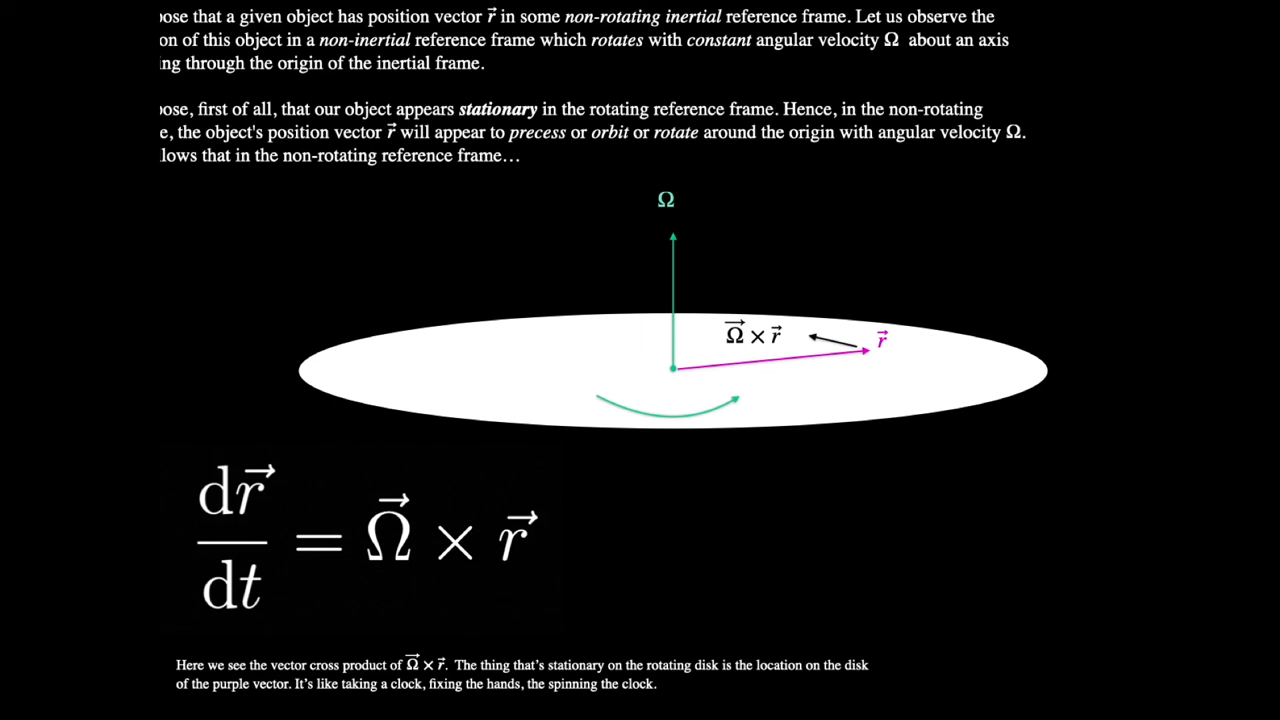 ose that a given object has position vector r⃗ in some non-rotating inertial reference frame. Let us observe the
on of this object in a non-inertial reference frame which rotates with constant angular velocity Ω about an axis
ng through the origin of the inertial frame.
ose, first of all, that our object appears stationary in the rotating reference frame. Hence, in the non-rotating
e, the object's position vector r⃗ will appear to precess or orbit or rotate around the origin with angular velocity Ω.
lows that in the non-rotating reference frame…
Ω
Ω⃗ × r⃗
r⃗
dr⃗/dt = Ω⃗ × r⃗
Here we see the vector cross product of Ω⃗ × r⃗. The thing that's stationary on the rotating disk is the location on the disk
of the purple vector. It's like taking a clock, fixing the hands, the spinning the clock.